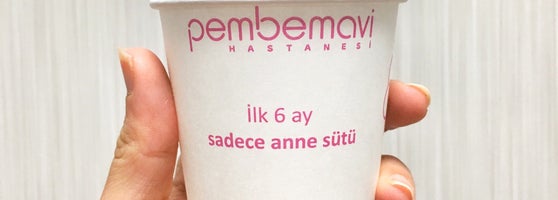 pembemavi
HASTANESİ
İlk 6 ay
sadece anne sütü